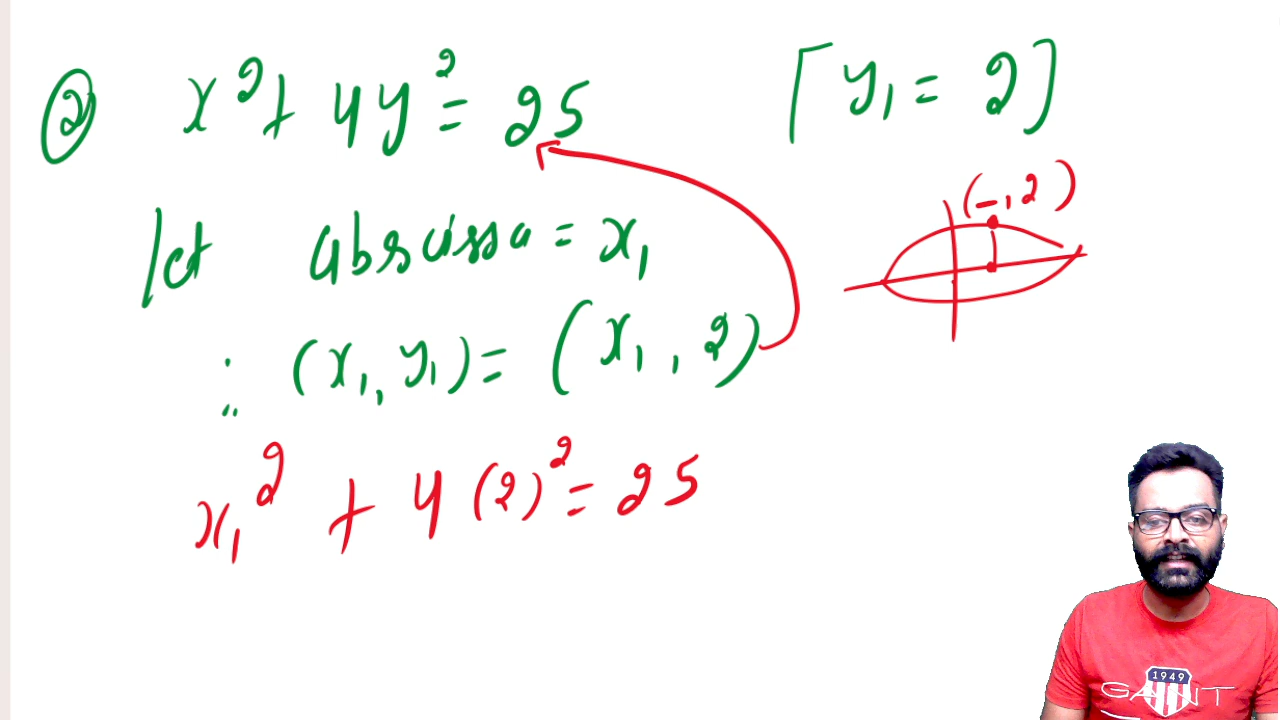 ② x² + 4y² = 25 [y₁ = 2]
(–, 2)
let abscissa = x₁
∴ (x₁, y₁) = (x₁, 2)
x₁² + 4(2)² = 25
1949
GANT